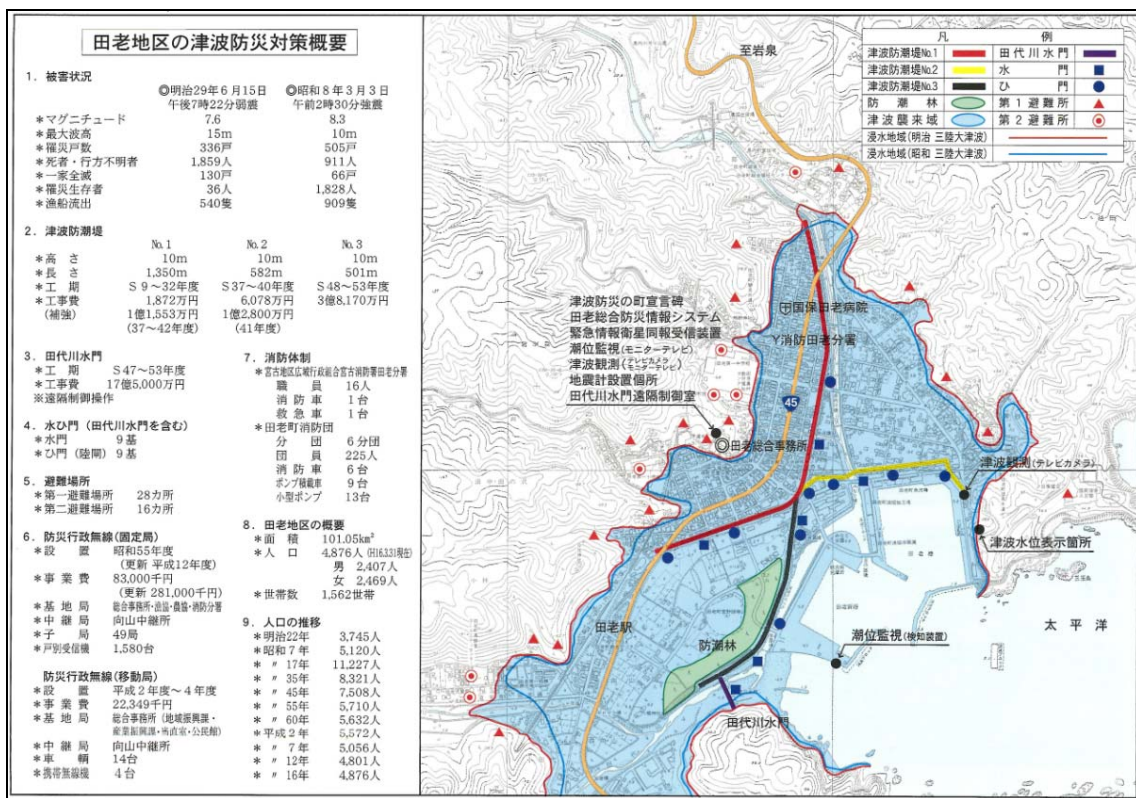 田老地区の津波防災対策概要
1. 被害状況
◎明治29年6月15日 ◎昭和8年3月3日
午後7時22分弱震 午前2時30分強震
*マグニチュード 7.6 8.3
*最大波高 15m 10m
*罹災戸数 336戸 505戸
*死者・行方不明者 1,859人 911人
*一家全滅 130戸 66戸
*罹災生存者 36人 1,828人
*漁船流出 540隻 909隻
2. 津波防潮堤
No.1 No.2 No.3
*高さ 10m 10m 10m
*長さ 1,350m 582m 501m
*工期 S9〜32年度 S37〜40年度 S48〜53年度
*工事費 1,872万円 6,078万円 3億8,170万円
(補強) 1億1,553万円 1億2,800万円
(37〜42年度) (41年度)
3. 田代川水門
*工期 S47〜53年度
*工事費 17億5,000万円
※遠隔制御操作
4. 水ひ門(田代川水門を含む)
*水門 9基
*ひ門(陸閘) 9基
5. 避難場所
*第一避難場所 28カ所
*第二避難場所 16カ所
6. 防災行政無線(固定局)
*設置 昭和55年度
(更新 平成12年度)
*事業費 83,000千円
(更新 281,000千円)
*基地局 総合事務所・出張・農協・消防分署
*中継局 向山中継所
*子局 49局
*戸別受信機 1,580台
防災行政無線(移動局)
*設置 平成2年度〜4年度
*事業費 22,349千円
*基地局 総合事務所(地域振興課・
産業振興課・当直室・公民館)
*中継局 向山中継所
*車輌 14台
*携帯無線機 4台
7. 消防体制
*宮古地区広域行政組合宮古消防署田老分署
職員 16人
消防車 1台
救急車 1台
*田老町消防団
分団 6分団
団員 225人
消防車 6台
ポンプ積載車 9台
小型ポンプ 13台
8. 田老地区の概要
*面積 101.05km²
*人口 4,876人(H16.3.31現在)
男 2,407人
女 2,469人
*世帯数 1,562世帯
9. 人口の推移
*明治22年 3,745人
*昭和7年 5,120人
* 〃 17年 11,227人
* 〃 35年 8,321人
* 〃 45年 7,508人
* 〃 55年 5,710人
* 〃 60年 5,632人
*平成2年 5,572人
* 〃 7年 5,056人
* 〃 12年 4,801人
* 〃 16年 4,876人
凡例
津波防潮堤No.1 田代川水門
津波防潮堤No.2 水門
津波防潮堤No.3 ひ門
防潮林 第1避難所
津波襲来域 第2避難所
浸水地域(明治 三陸大津波)
浸水地域(昭和 三陸大津波)
至岩泉
国保田老病院
Y消防田老分署
津波防災の町宣言碑
田老総合防災情報システム
緊急情報衛星同報受信装置
潮位監視(モニターテレビ)
津波観測(テレビカメラ モニターテレビ)
地震計設置個所
田代川水門遠隔制御室
45
田老総合事務所
津波観測(テレビカメラ)
津波水位表示箇所
田老駅
防潮林
潮位監視(検知装置)
太平洋
田代川水門